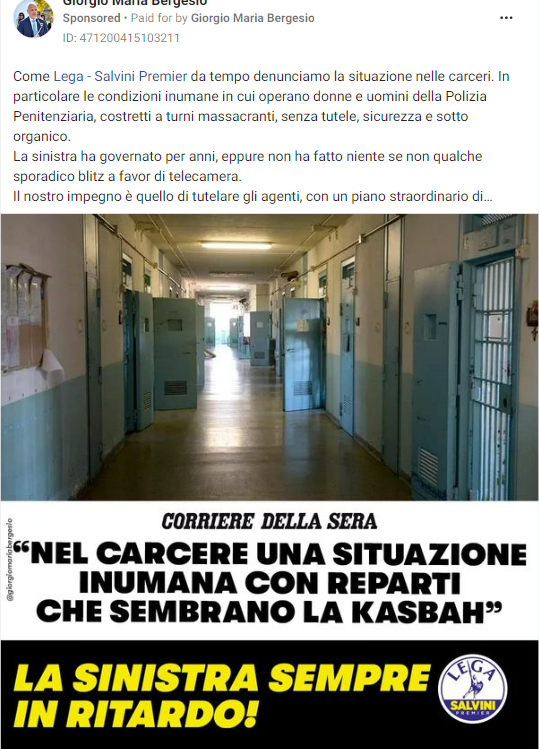 Giorgio Maria Bergesio
Sponsored • Paid for by Giorgio Maria Bergesio
ID: 471200415103211
Come Lega - Salvini Premier da tempo denunciamo la situazione nelle carceri. In
particolare le condizioni inumane in cui operano donne e uomini della Polizia
Penitenziaria, costretti a turni massacranti, senza tutele, sicurezza e sotto
organico.
La sinistra ha governato per anni, eppure non ha fatto niente se non qualche
sporadico blitz a favor di telecamera.
Il nostro impegno è quello di tutelare gli agenti, con un piano straordinario di...
@giorgiomariabergesio
CORRIERE DELLA SERA
“NEL CARCERE UNA SITUAZIONE
INUMANA CON REPARTI
CHE SEMBRANO LA KASBAH”
LA SINISTRA SEMPRE
IN RITARDO!
LEGA
SALVINI
PREMIER